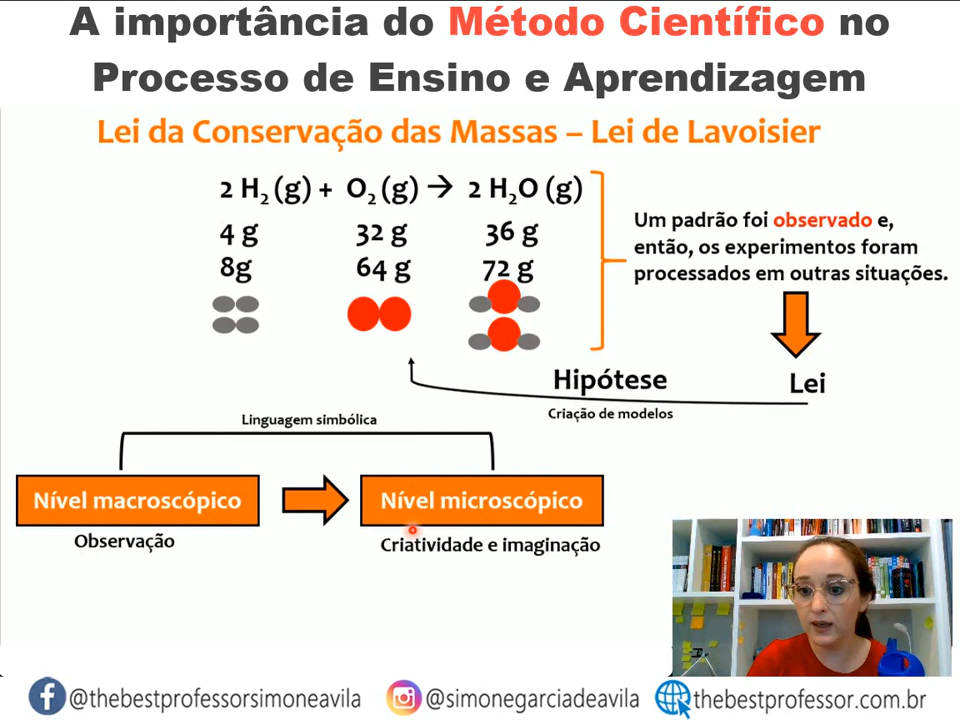 A importância do Método Científico no
Processo de Ensino e Aprendizagem
Lei da Conservação das Massas – Lei de Lavoisier
2 H₂ (g) + O₂ (g) → 2 H₂O (g)
4 g 32 g 36 g
8g 64 g 72 g
Um padrão foi observado e,
então, os experimentos foram
processados em outras situações.
Hipótese
Lei
Criação de modelos
Linguagem simbólica
Nível macroscópico
Nível microscópico
Observação
Criatividade e imaginação
@thebestprofessorsimoneavila
@simonegarciadeavila
thebestprofessor.com.br